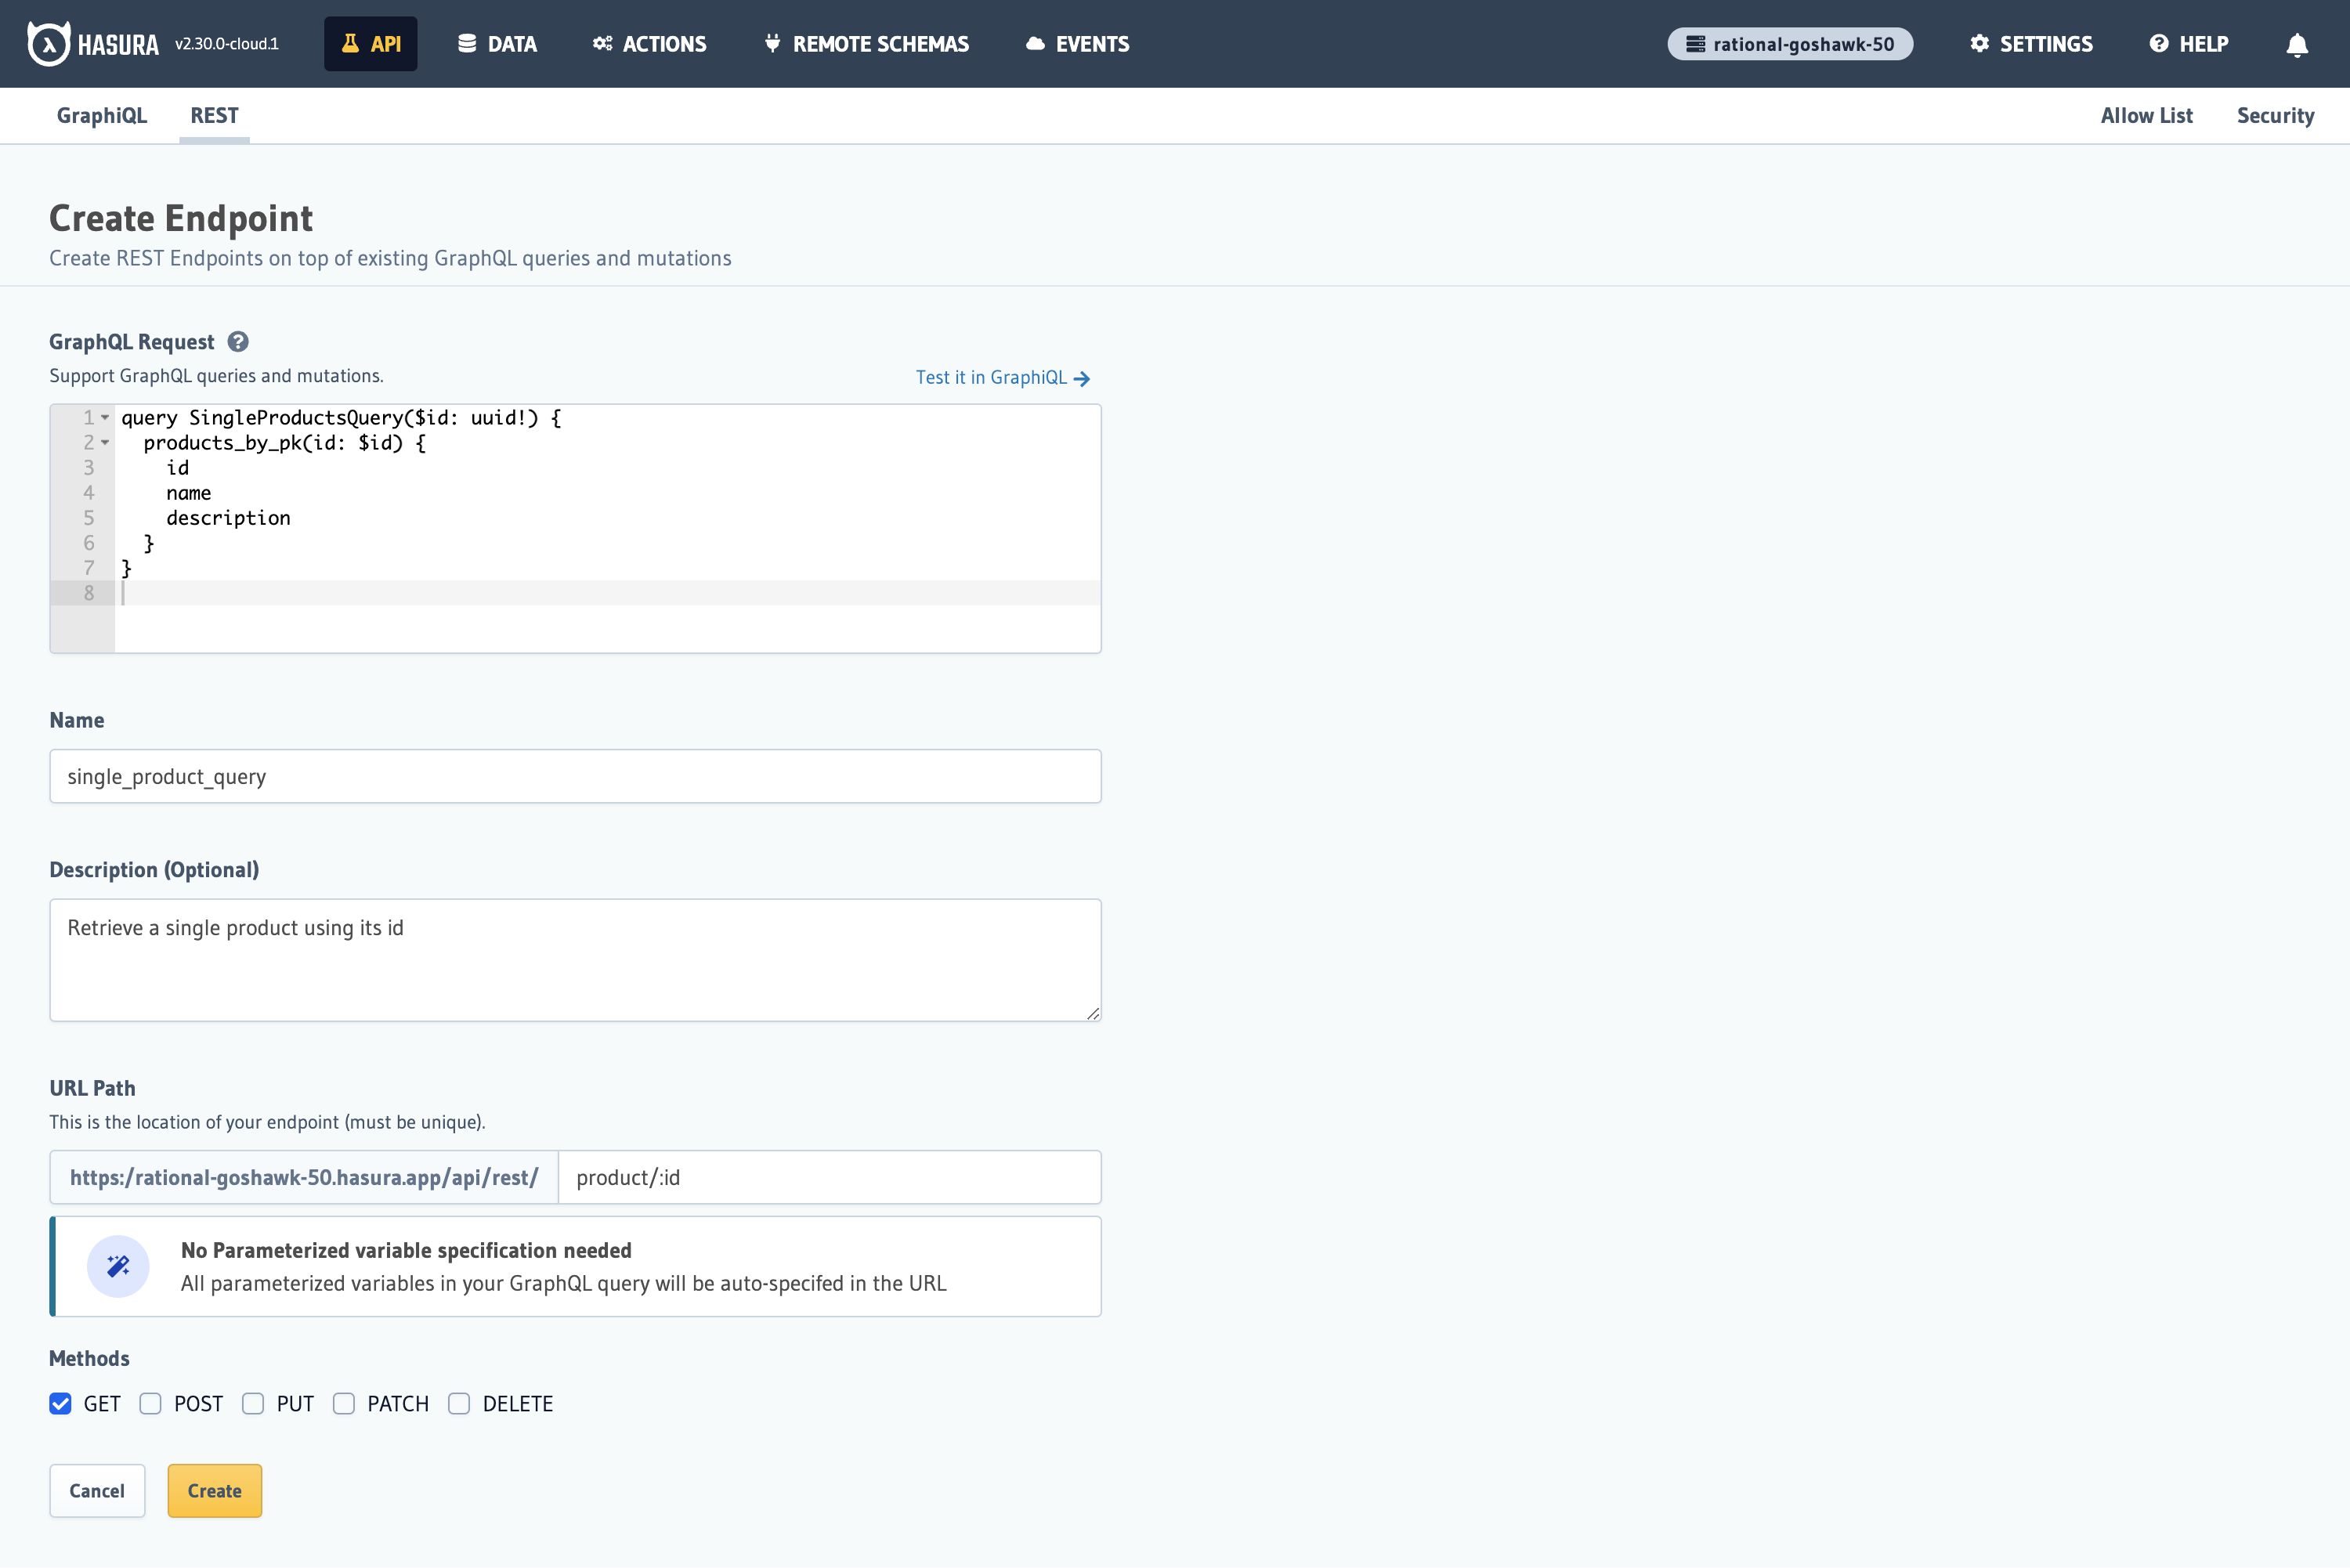 HASURA v2.30.0-cloud.1 API DATA ACTIONS REMOTE SCHEMAS EVENTS rational-goshawk-50 SETTINGS HELP
GraphiQL REST Allow List Security
Create Endpoint
Create REST Endpoints on top of existing GraphQL queries and mutations
GraphQL Request
Support GraphQL queries and mutations. Test it in GraphiQL
1 query SingleProductsQuery($id: uuid!) {
2 products_by_pk(id: $id) {
3 id
4 name
5 description
6 }
7 }
8
Name
single_product_query
Description (Optional)
Retrieve a single product using its id
URL Path
This is the location of your endpoint (must be unique).
https:/rational-goshawk-50.hasura.app/api/rest/ product/:id
No Parameterized variable specification needed
All parameterized variables in your GraphQL query will be auto-specifed in the URL
Methods
GET POST PUT PATCH DELETE
Cancel Create